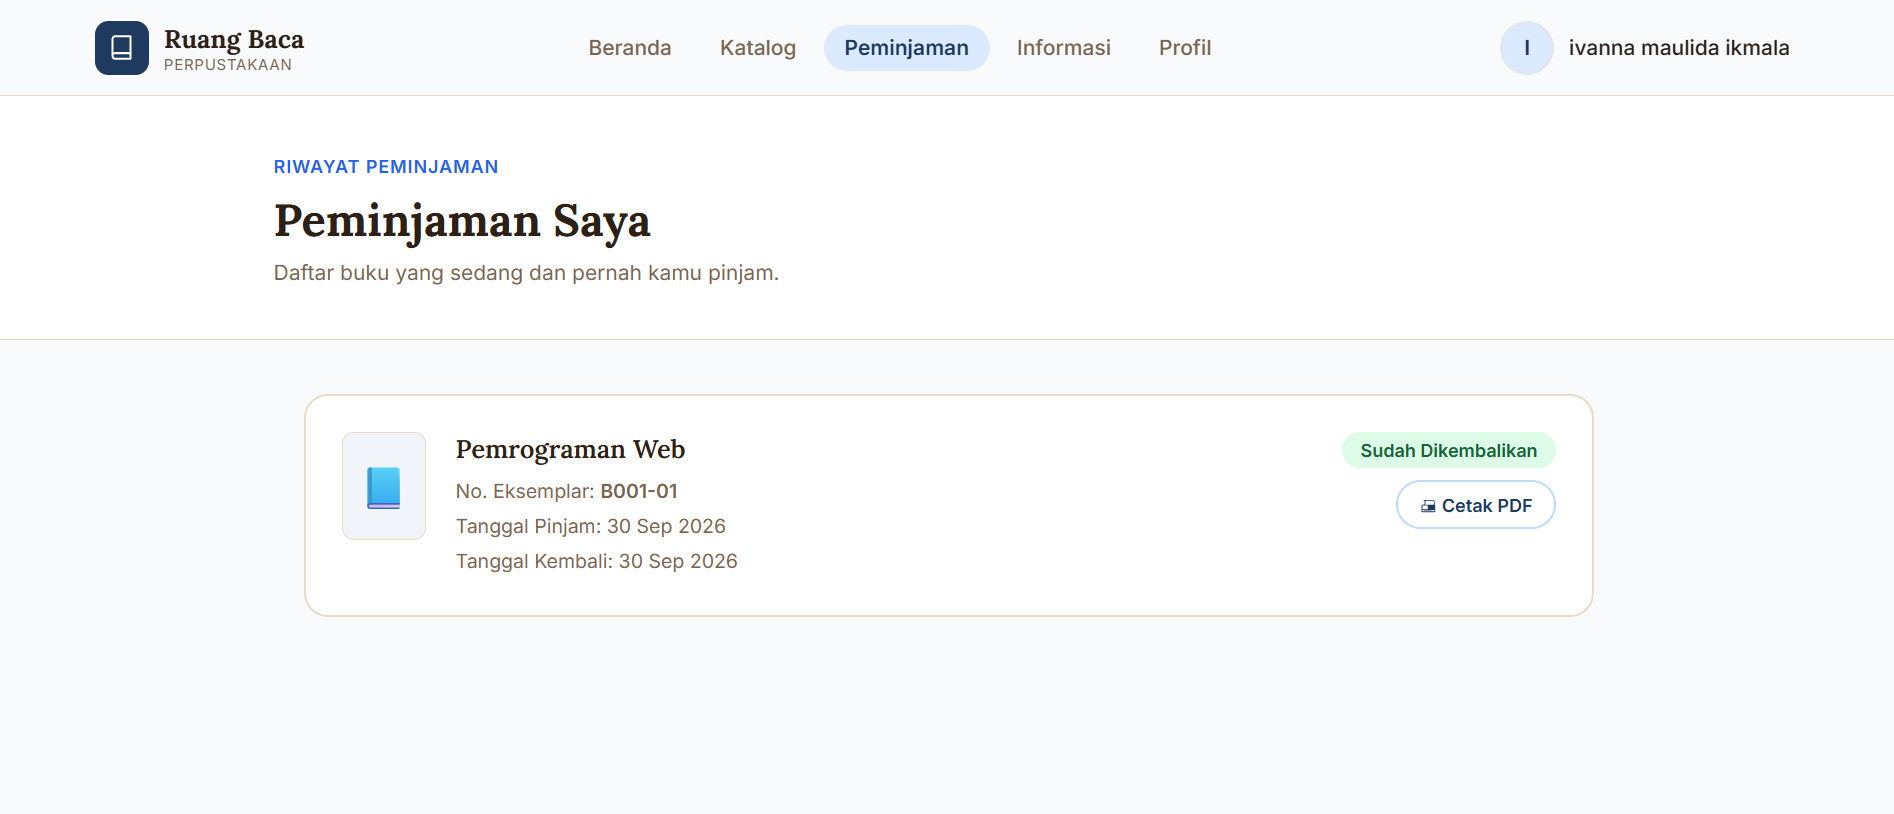 Ruang Baca
PERPUSTAKAAN
Beranda
Katalog
Peminjaman
Informasi
Profil
I
ivanna maulida ikmala
RIWAYAT PEMINJAMAN
Peminjaman Saya
Daftar buku yang sedang dan pernah kamu pinjam.
Pemrograman Web
No. Eksemplar: B001-01
Tanggal Pinjam: 30 Sep 2026
Tanggal Kembali: 30 Sep 2026
Sudah Dikembalikan
Cetak PDF